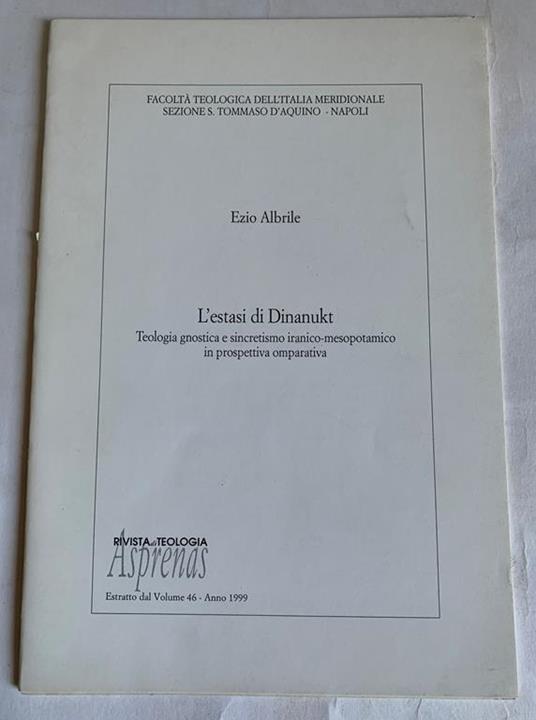 FACOLTÀ TEOLOGICA DELL'ITALIA MERIDIONALE
SEZIONE S. TOMMASO D'AQUINO - NAPOLI
Ezio Albrile
L'estasi di Dinanukt
Teologia gnostica e sincretismo iranico-mesopotamico
in prospettiva omparativa
RIVISTA di TEOLOGIA
Asprenas
Estratto dal Volume 46 - Anno 1999